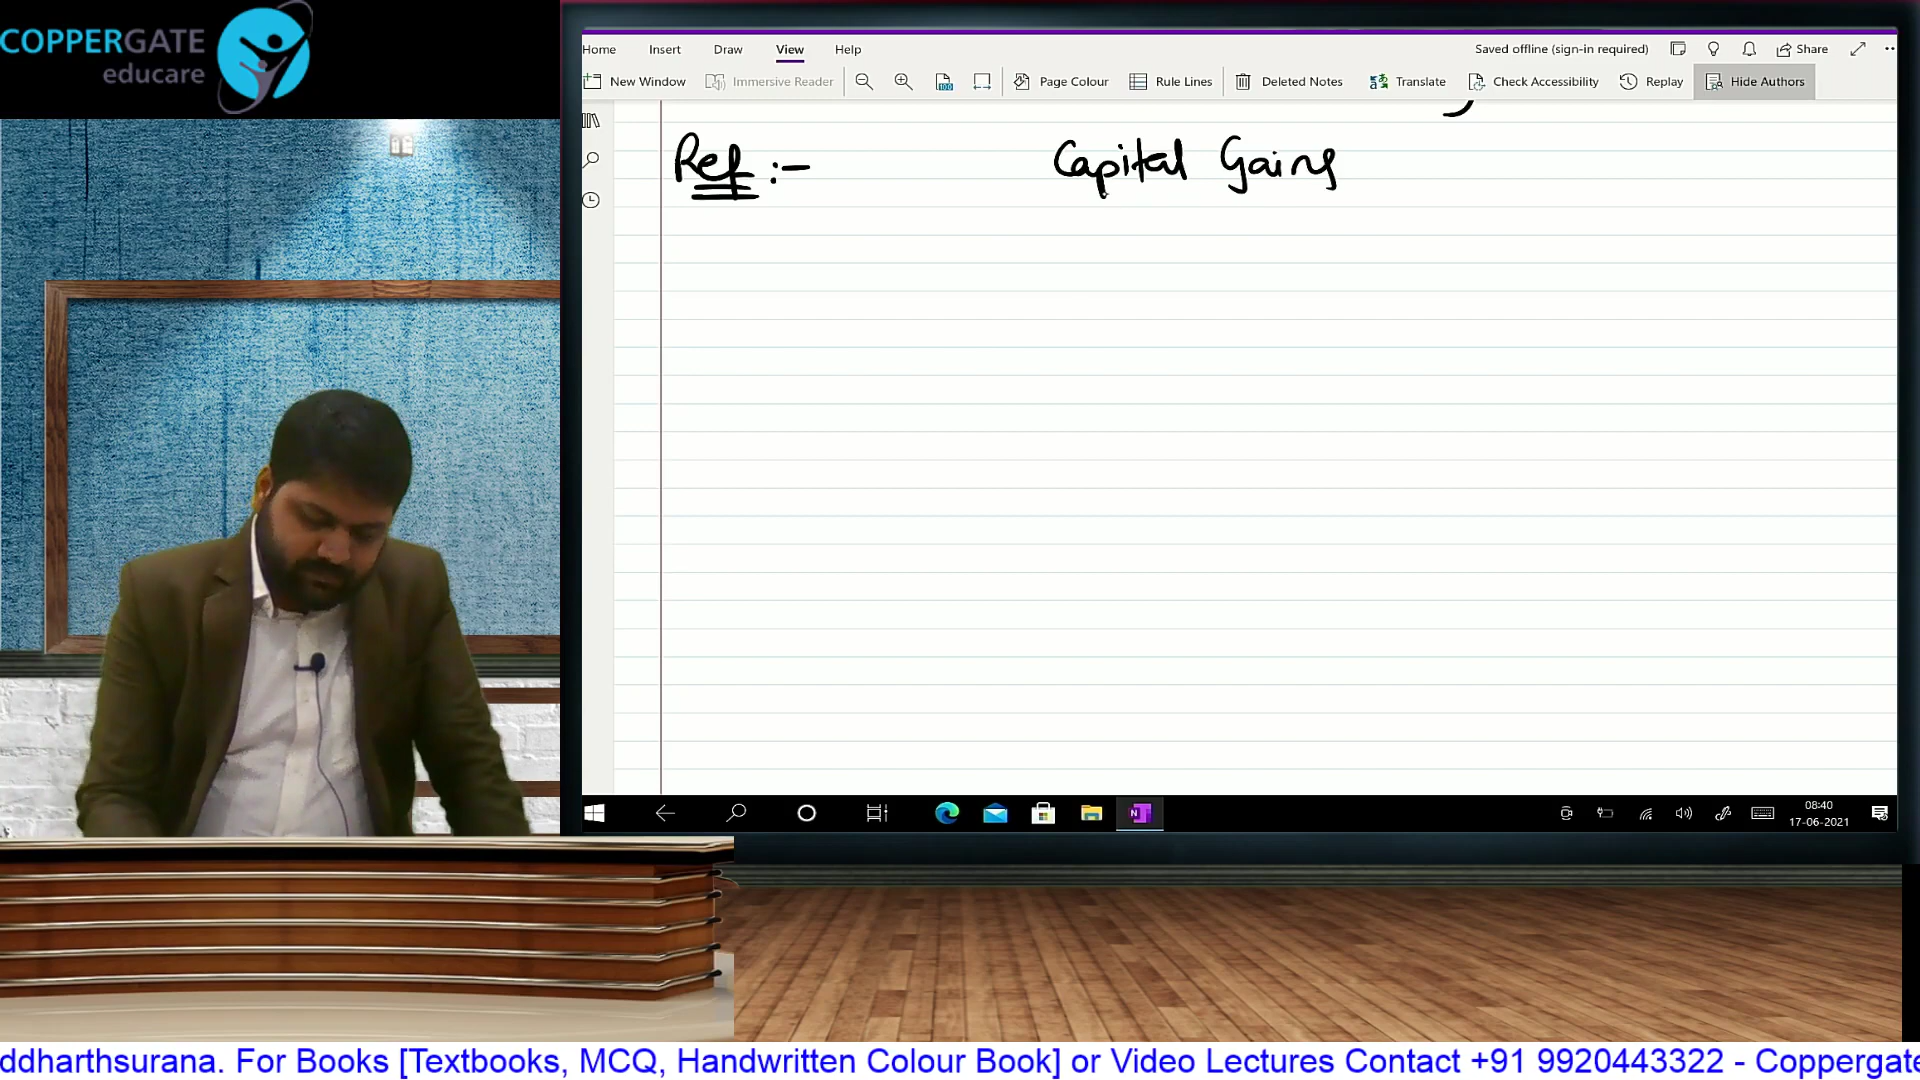 COPPERGATE
educare
Home Insert Draw View Help Saved offline (sign-in required) Share
New Window Immersive Reader 100 Page Colour Rule Lines Deleted Notes Translate Check Accessibility Replay Hide Authors
Ref :- Capital Gains
N 08:40
17-06-2021
ddharthsurana. For Books [Textbooks, MCQ, Handwritten Colour Book] or Video Lectures Contact +91 9920443322 - Coppergate